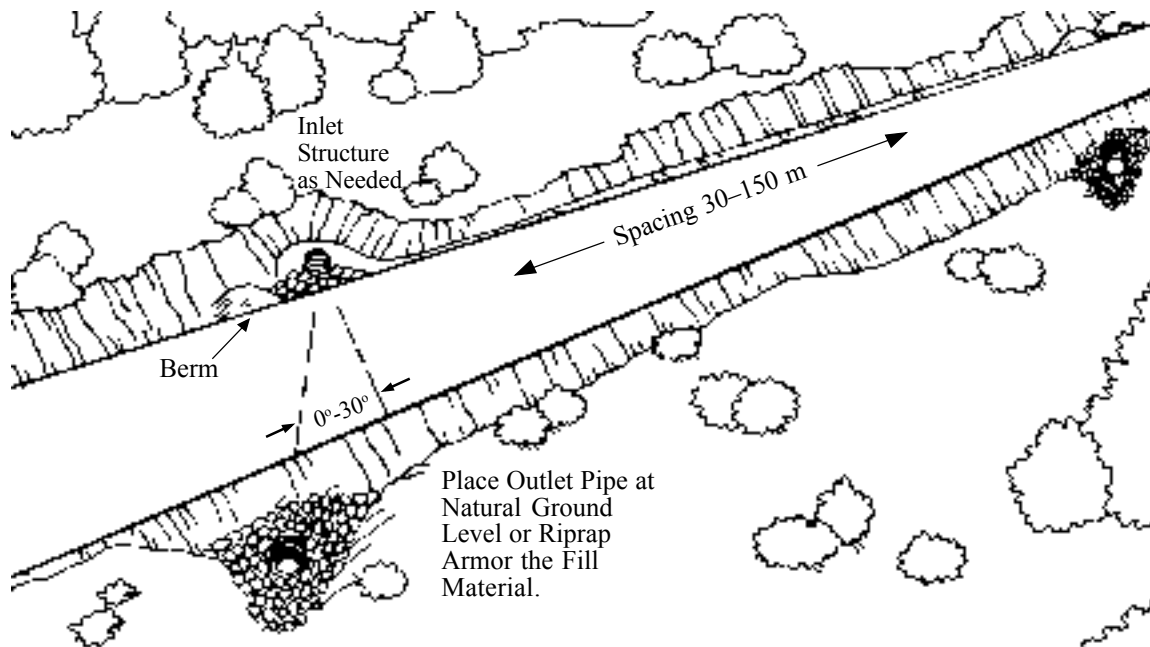 Inlet
Structure
as Needed
Spacing 30–150 m
Berm
0º-30º
Place Outlet Pipe at
Natural Ground
Level or Riprap
Armor the Fill
Material.